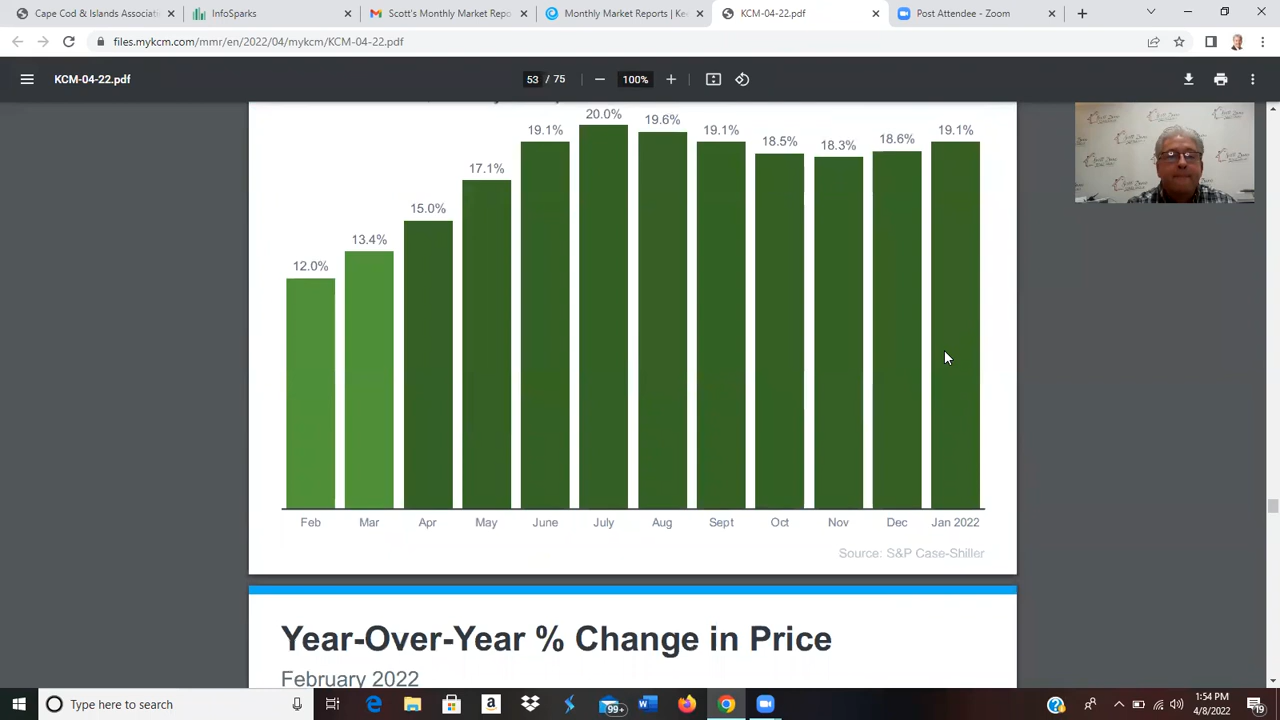 Cape Cod & Islands Associati
InfoSparks
Scott's Monthly Market Repo
Monthly Market Reports | Kee
KCM-04-22.pdf
Post Attendee - Zoom
files.mykcm.com/nmr/en/2022/04/mykcm/KCM-04-22.pdf
KCM-04-22.pdf
53 / 75
100%
12.0%
13.4%
15.0%
17.1%
19.1%
20.0%
19.6%
19.1%
18.5%
18.3%
18.6%
19.1%
Feb Mar Apr May June July Aug Sept Oct Nov Dec Jan 2022
Source: S&P Case-Shiller
Year-Over-Year % Change in Price
February 2022
Type here to search
99+
1:54 PM
4/8/2022
19